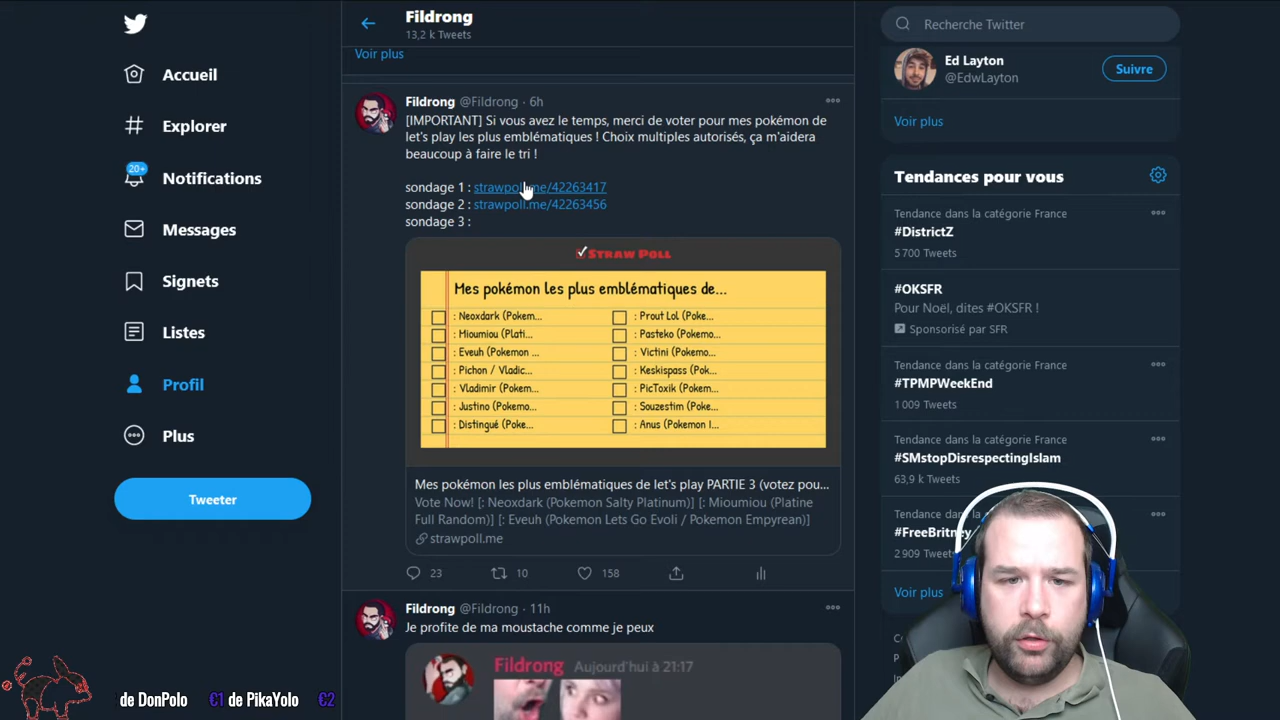 Accueil
Explorer
20+
Notifications
Messages
Signets
Listes
Profil
Plus
Tweeter
de DonPolo €1 de PikaYolo €2
Fildrong
13,2 k Tweets
Voir plus
Fildrong @Fildrong · 6h
[IMPORTANT] Si vous avez le temps, merci de voter pour mes pokémon de
let's play les plus emblématiques ! Choix multiples autorisés, ça m'aidera
beaucoup à faire le tri !
sondage 1 : strawpoll.me/42263417
sondage 2 : strawpoll.me/42263456
sondage 3 :
STRAW POLL
Mes pokémon les plus emblématiques de...
: Neoxdark (Pokem...
: Mioumiou (Plati...
: Eveuh (Pokemon ...
: Pichon / Vladic...
: Vladimir (Pokem...
: Justino (Pokemo...
: Distingué (Poke...
: Prout Lol (Poke...
: Pasteko (Pokemo...
: Victini (Pokemo...
: Keskispass (Pok...
: PicToxik (Pokem...
: Souzestim (Poke...
: Anus (Pokemon I...
Mes pokémon les plus emblématiques de let's play PARTIE 3 (votez pou...
Vote Now! [: Neoxdark (Pokemon Salty Platinum)] [: Mioumiou (Platine
Full Random)] [: Eveuh (Pokemon Lets Go Evoli / Pokemon Empyrean)]
strawpoll.me
23 10 158
Fildrong @Fildrong · 11h
Je profite de ma moustache comme je peux
Fildrong Aujourd'hui à 21:17
Recherche Twitter
Ed Layton
@EdwLayton
Suivre
Voir plus
Tendances pour vous
Tendance dans la catégorie France
#DistrictZ
5 700 Tweets
#OKSFR
Pour Noël, dites #OKSFR !
Sponsorisé par SFR
Tendance dans la catégorie France
#TPMPWeekEnd
1 009 Tweets
Tendance dans la catégorie France
#SMstopDisrespectingIslam
63,9 k Tweets
Tendance dans la catégorie France
#FreeBritney
2 909 Tweets
Voir plus